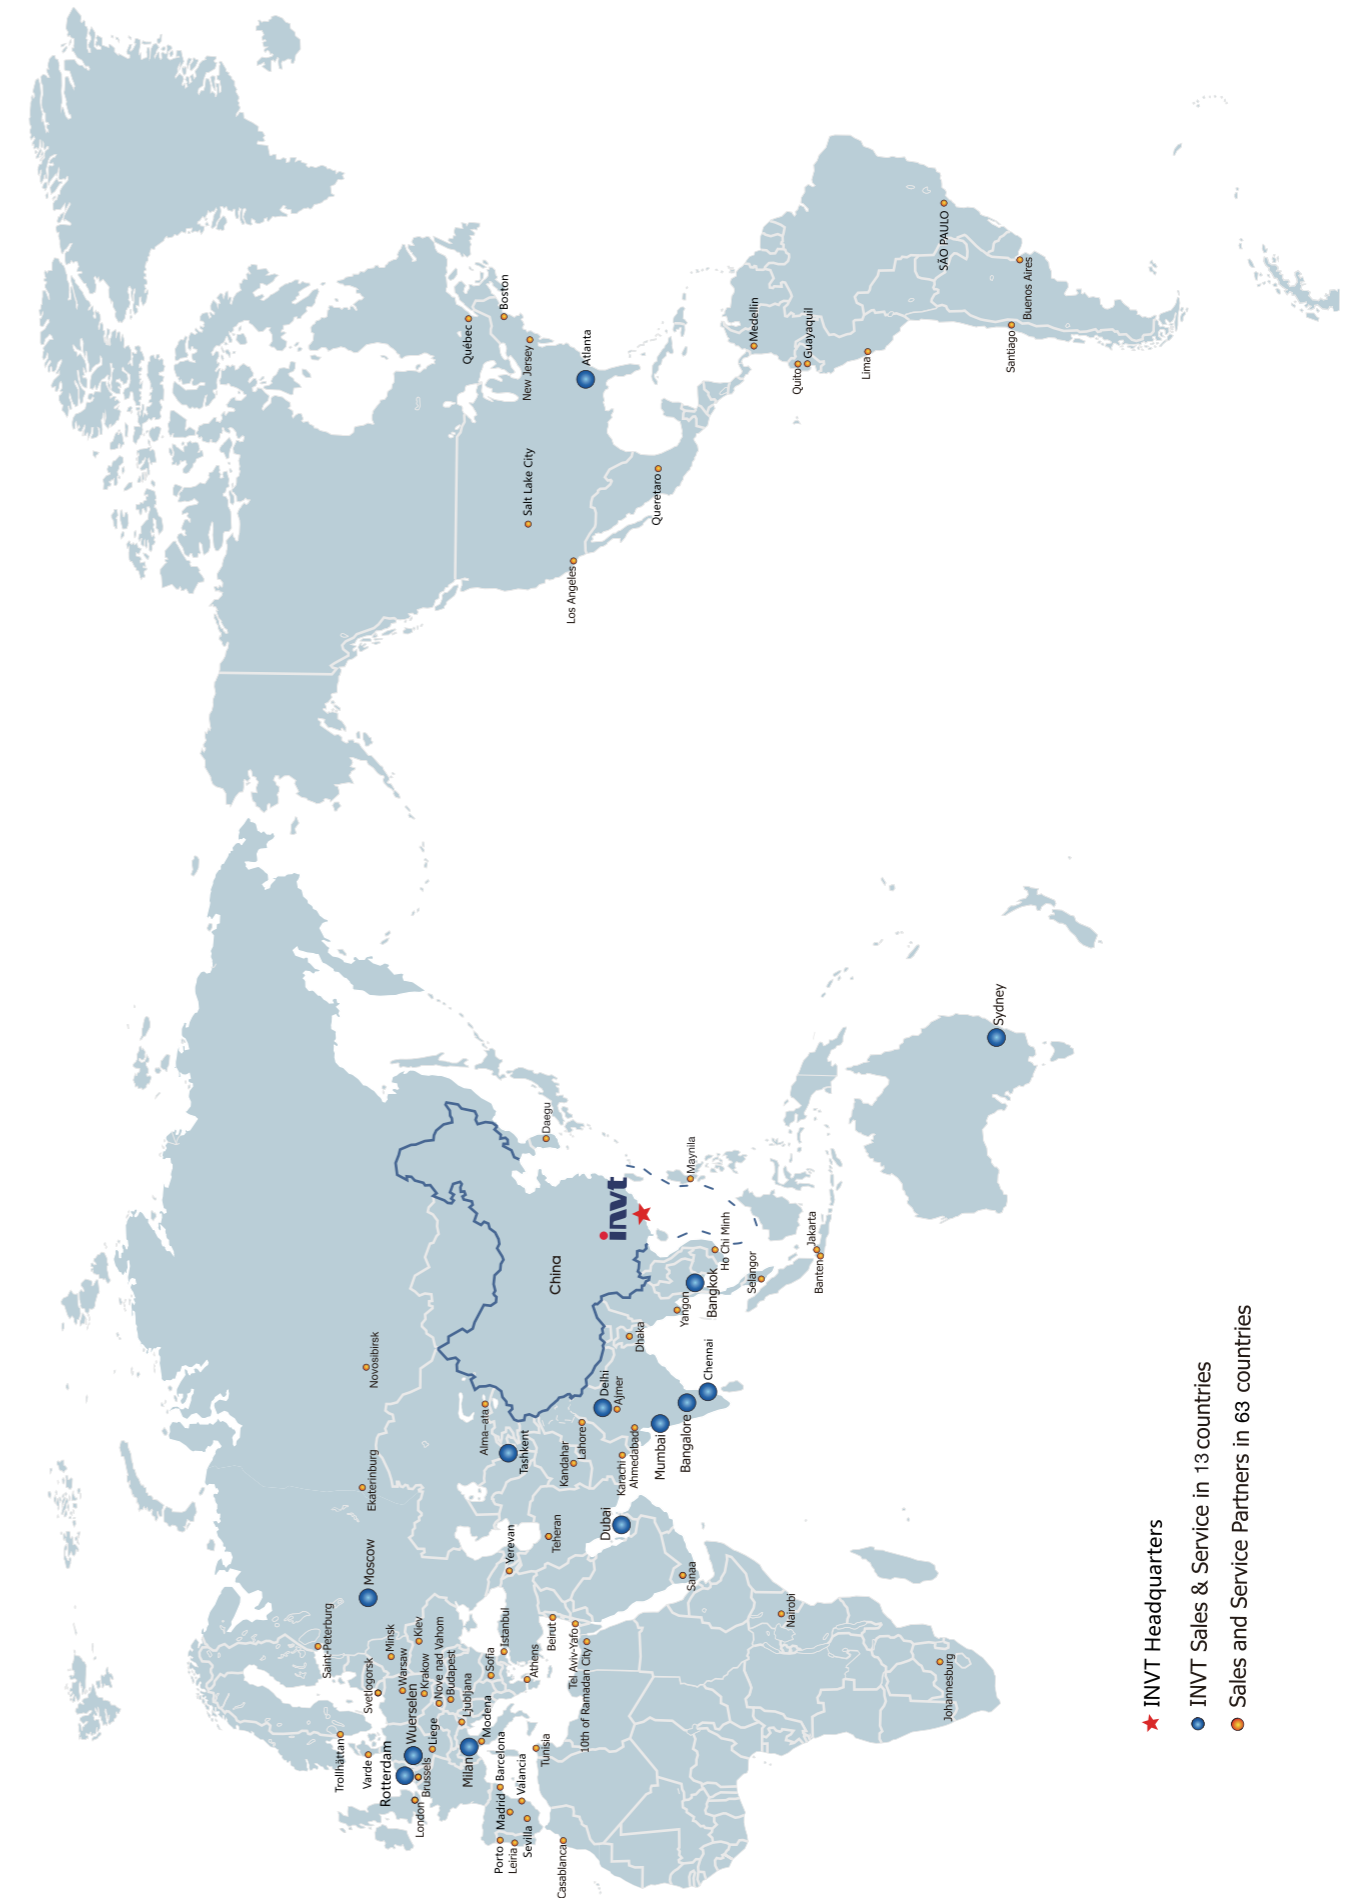 Trollhättan
Saint-Peterburg
Varde
Moscow
Ekaterinburg
Novosibirsk
Svetlogorsk
Minsk
Rotterdam
Wuerselen
Warsaw
Kiev
London
Brussels
Liege
Krakow
Nove nad Vahom
Budapest
Milan
Ljubljana
Modena
Sofia
Istanbul
Yerevan
Tashkent
Alma-ata
Porto
Madrid
Barcelona
Leiria
Sevilla
Valancia
Athens
Tunisia
Casablanca
Beirut
Tel Aviv-Yafo
10th of Ramadan City
Teheran
Kandahar
Lahore
China
Daegu
invt
Dubai
Karachi
Ahmedabad
Delhi
Ajmer
Dhaka
Mumbai
Bangalore
Chennai
Sanaa
Yangon
Bangkok
Ho Chi Minh
Maynila
Selangor
Banten
Jakarta
Nairobi
Johannesburg
Sydney
Québec
Boston
New Jersey
Atlanta
Salt Lake City
Los Angeles
Queretaro
Medellin
Quito
Guayaquil
Lima
SÃO PAULO
Santiago
Buenos Aires
INVT Headquarters
INVT Sales & Service in 13 countries
Sales and Service Partners in 63 countries